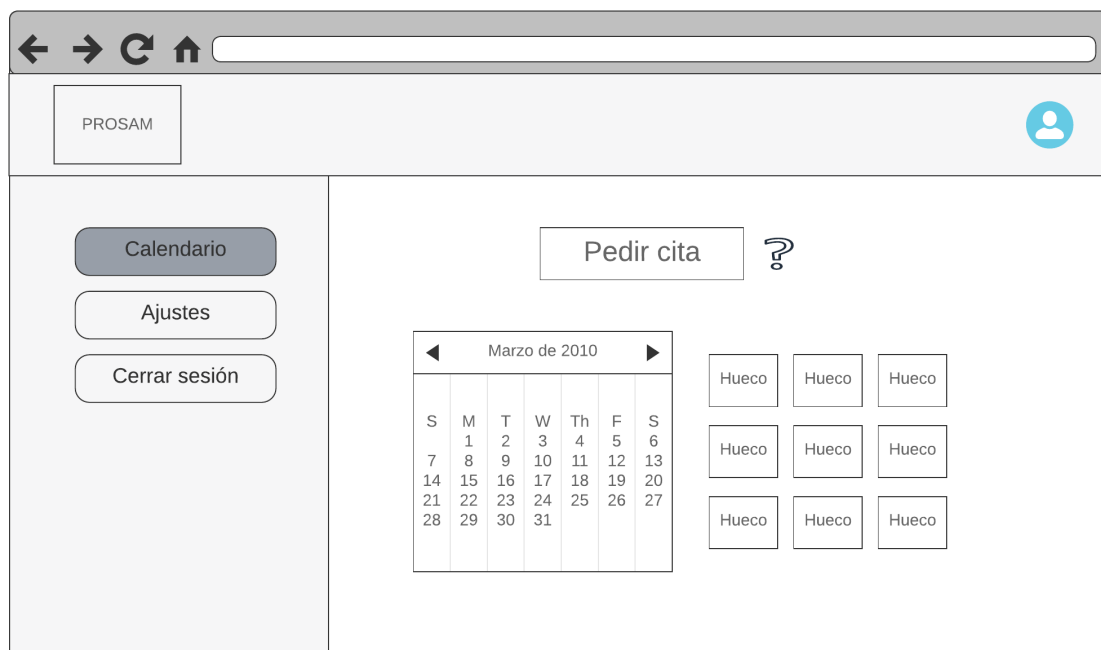 PROSAM
Calendario
Ajustes
Cerrar sesión
Pedir cita ?
Marzo de 2010
S M T W Th F S
1 2 3 4 5 6
7 8 9 10 11 12 13
14 15 16 17 18 19 20
21 22 23 24 25 26 27
28 29 30 31
Hueco Hueco Hueco
Hueco Hueco Hueco
Hueco Hueco Hueco